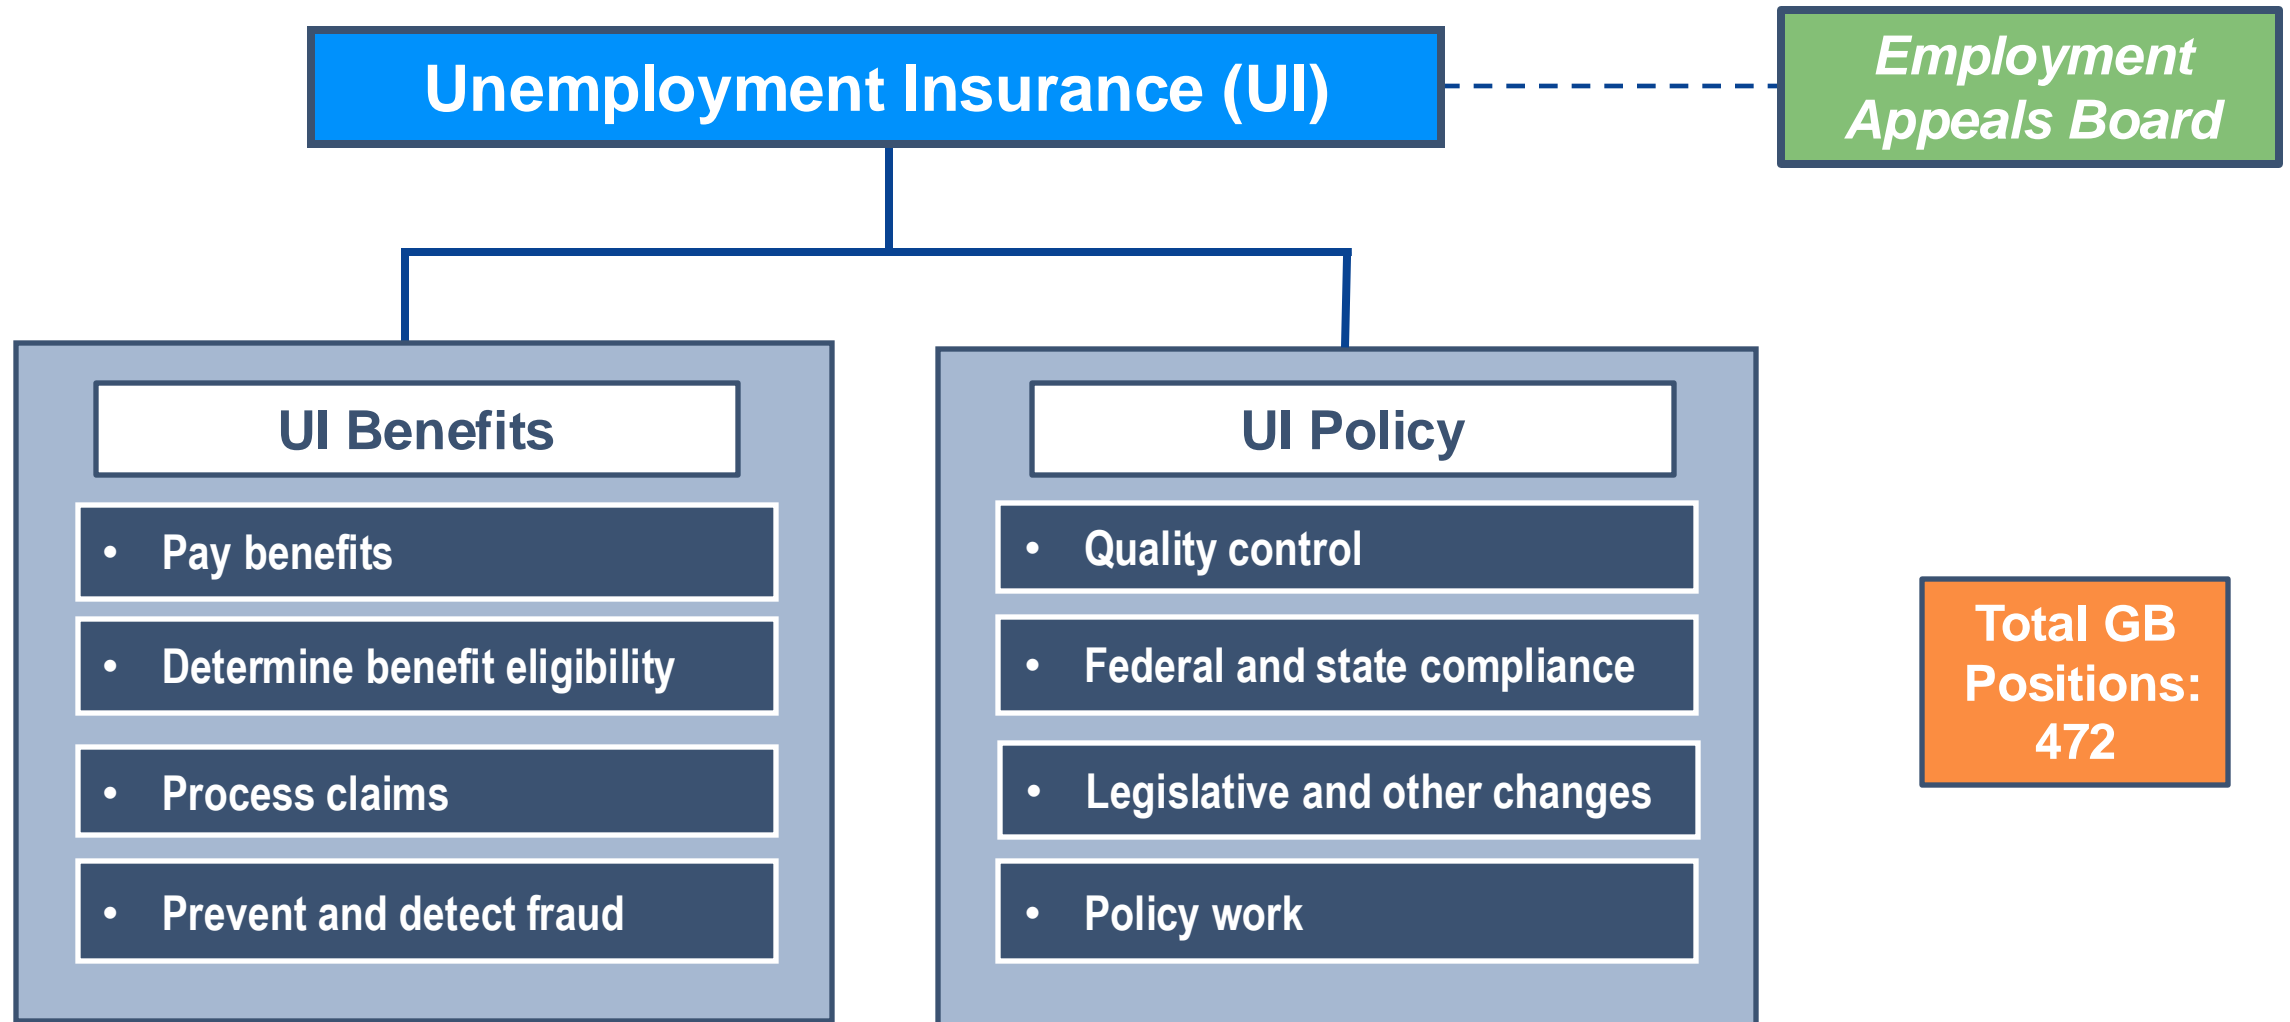 Unemployment Insurance (UI)
Employment
Appeals Board
UI Benefits
• Pay benefits
• Determine benefit eligibility
• Process claims
• Prevent and detect fraud
UI Policy
• Quality control
• Federal and state compliance
• Legislative and other changes
• Policy work
Total GB
Positions:
472